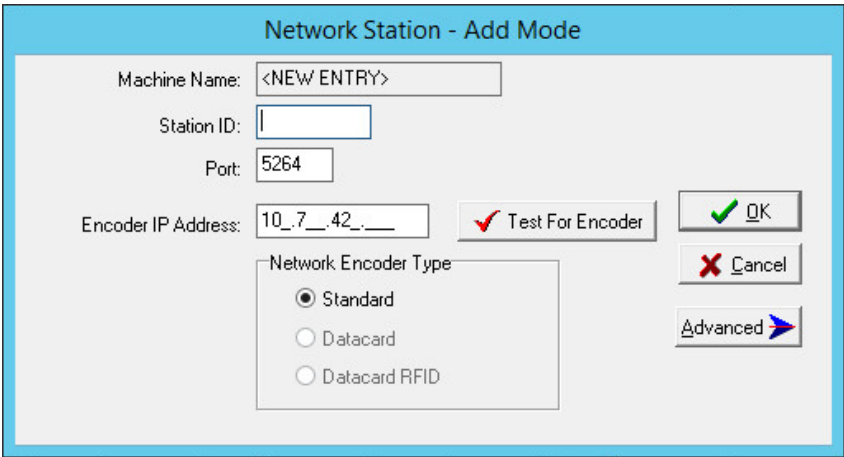 Network Station - Add Mode
Machine Name: <NEW ENTRY>
Station ID:
Port: 5264
Encoder IP Address: 10_.7__.42_.___ Test For Encoder OK
Network Encoder Type Cancel
Standard
Advanced
Datacard
Datacard RFID